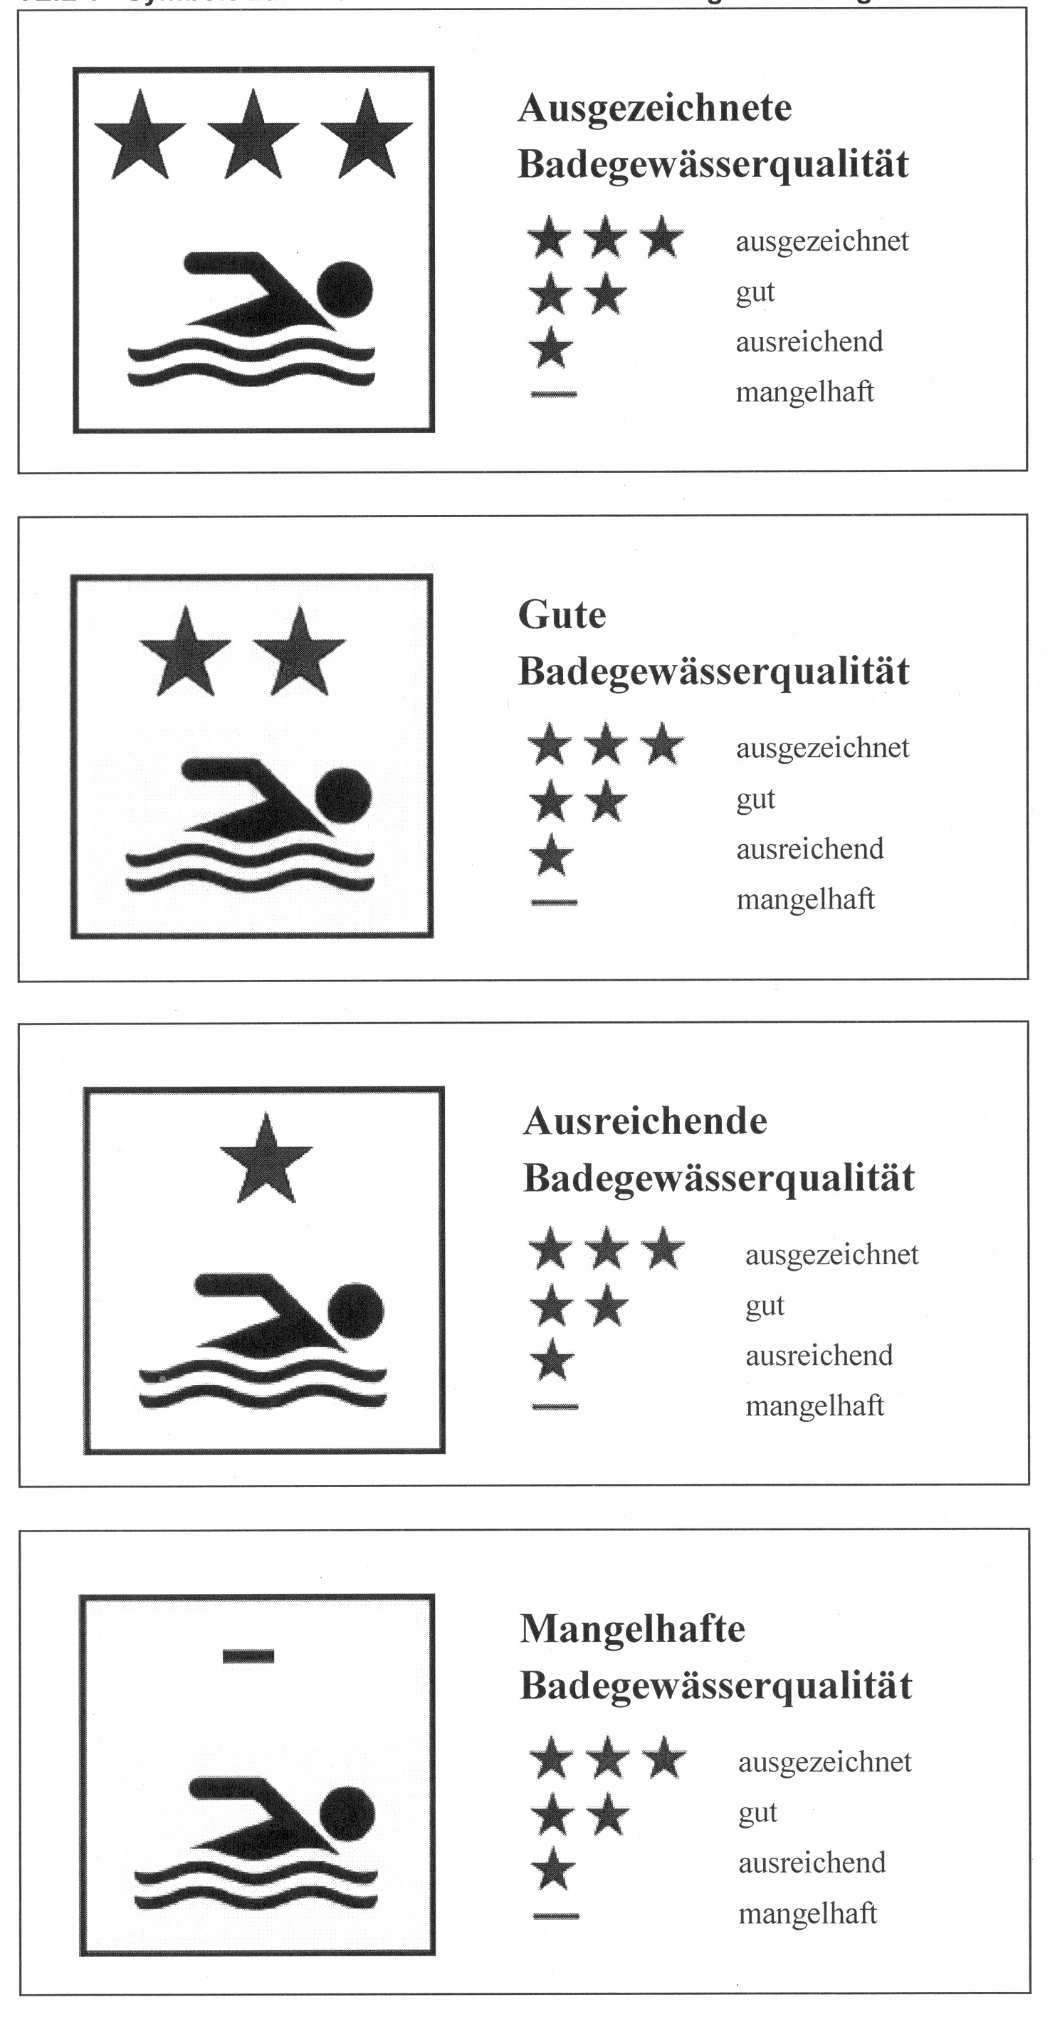 Ausgezeichnete
Badegewässerqualität
ausgezeichnet
gut
ausreichend
mangelhaft
Gute
Badegewässerqualität
ausgezeichnet
gut
ausreichend
mangelhaft
Ausreichende
Badegewässerqualität
ausgezeichnet
gut
ausreichend
mangelhaft
Mangelhafte
Badegewässerqualität
ausgezeichnet
gut
ausreichend
mangelhaft